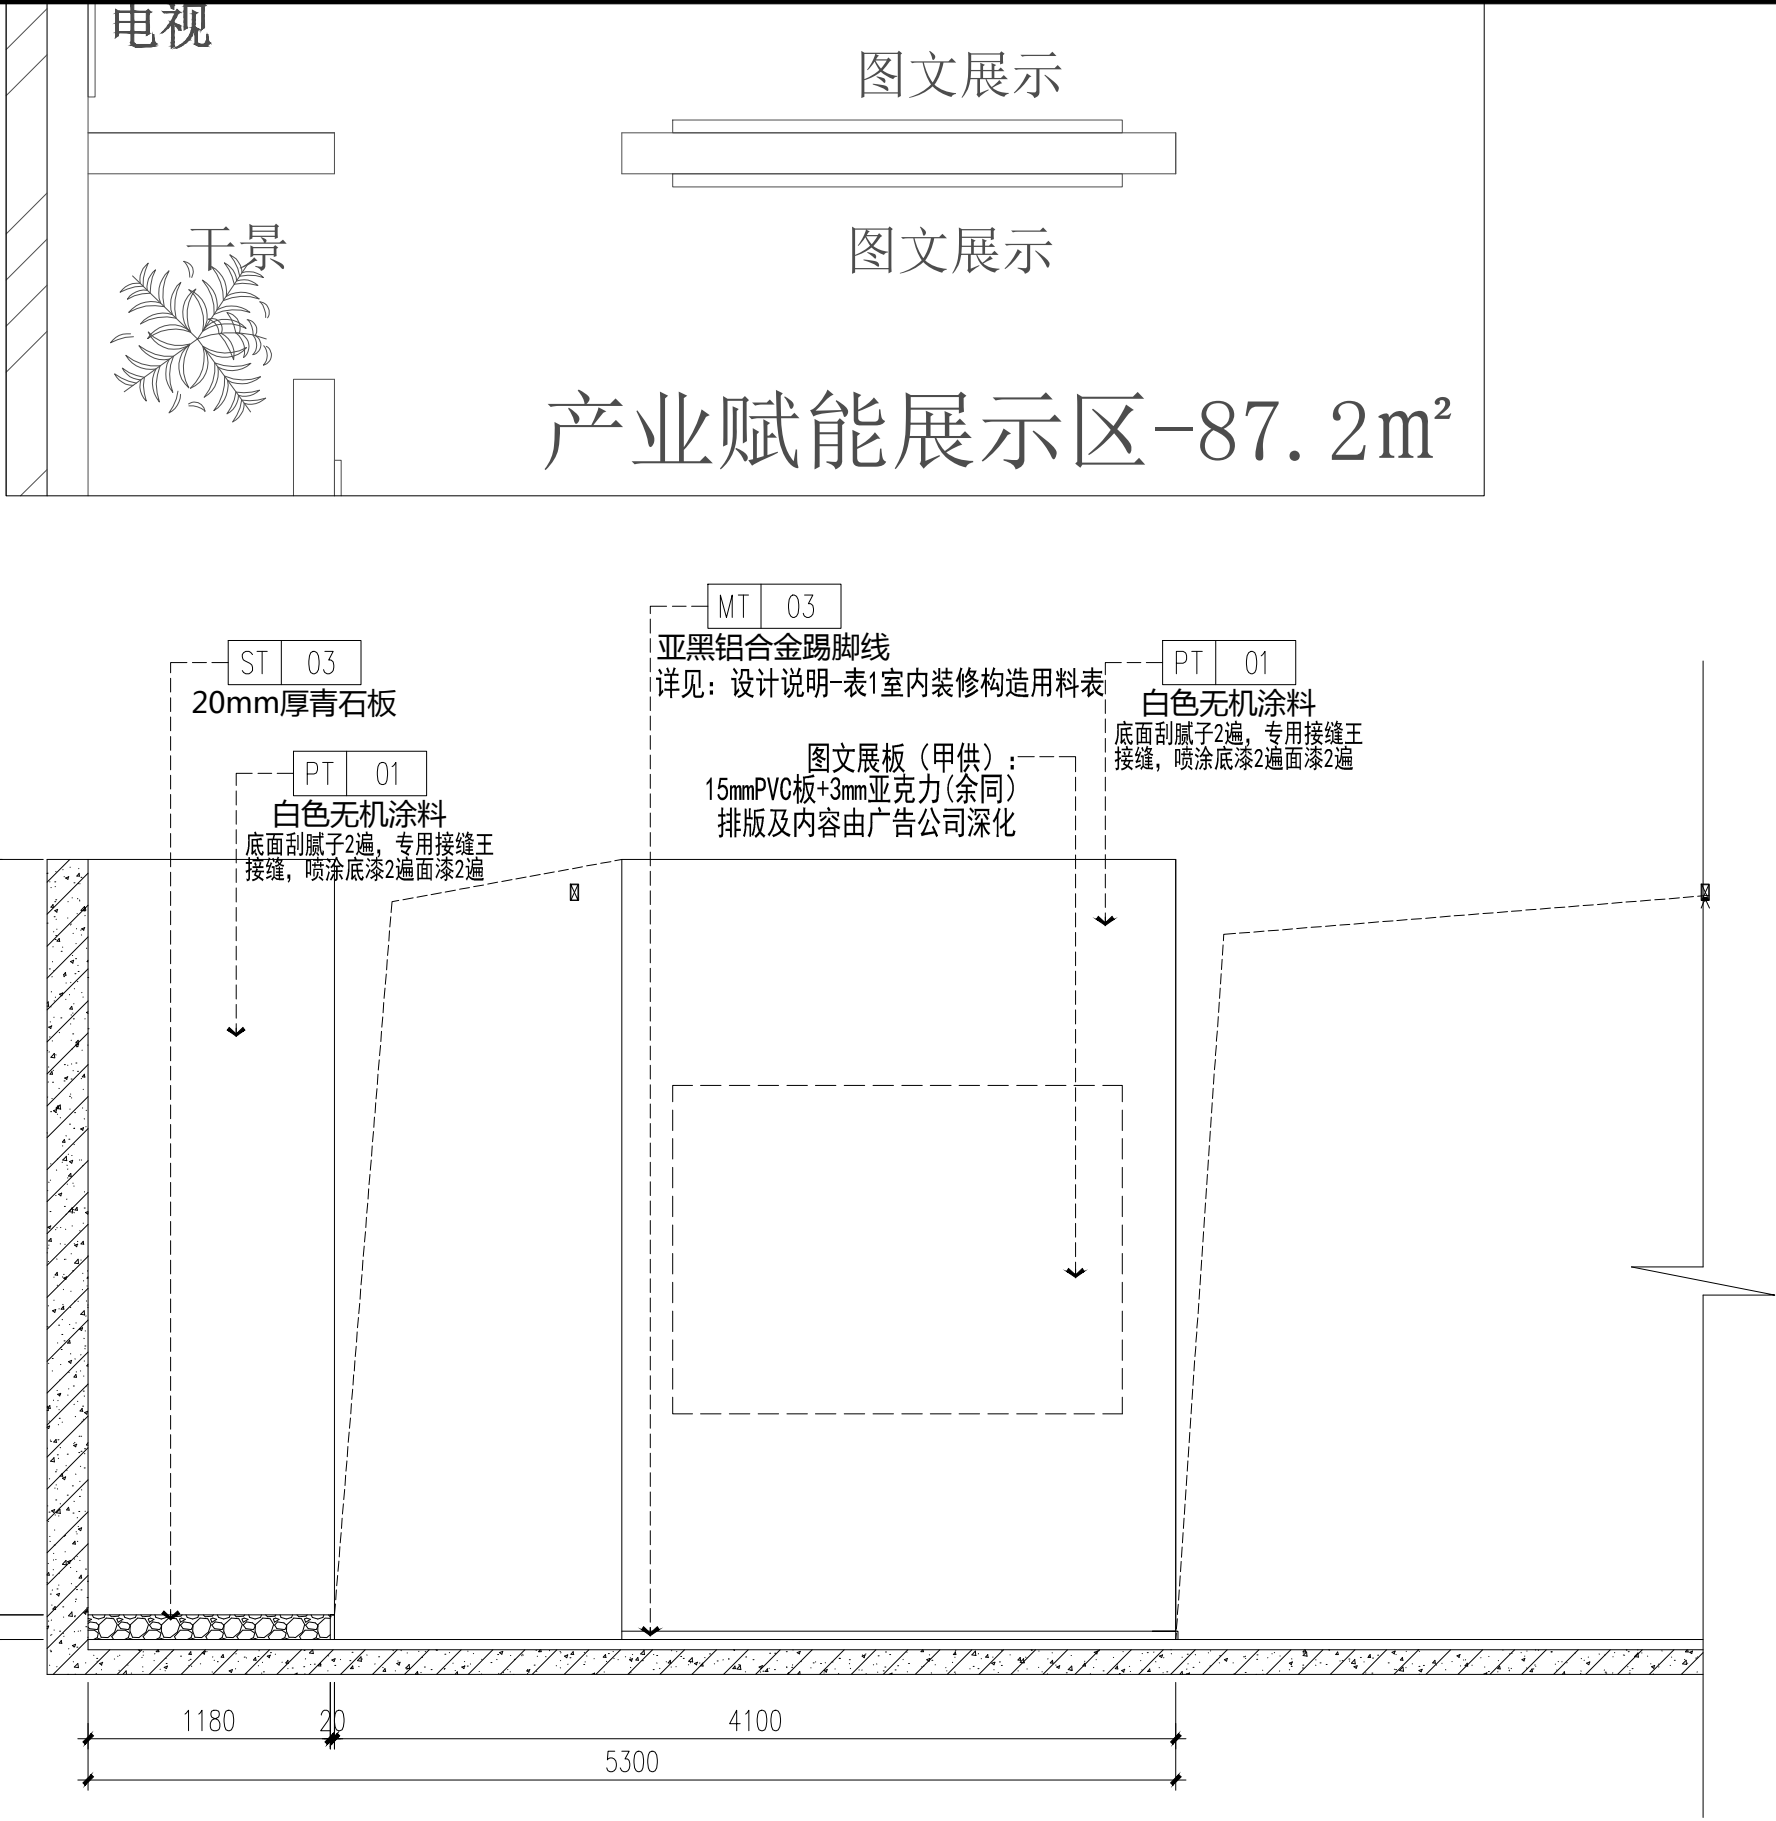 电视
图文展示
干景
图文展示
产业赋能展示区-87.2m²
MT 03
亚黑铝合金踢脚线
详见：设计说明-表1室内装修构造用料表
ST 03
20mm厚青石板
PT 01
白色无机涂料
底面刮腻子2遍，专用接缝王
接缝，喷涂底漆2遍面漆2遍
图文展板（甲供）:
15mmPVC板+3mm亚克力(余同)
排版及内容由广告公司深化
PT 01
白色无机涂料
底面刮腻子2遍，专用接缝王
接缝，喷涂底漆2遍面漆2遍
1180 20 4100
5300